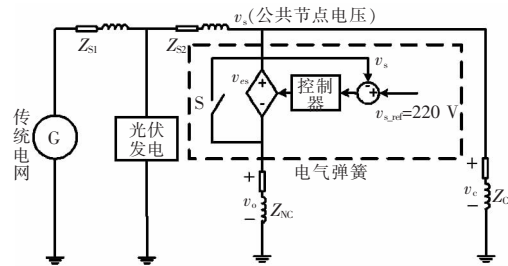 Z_S1
Z_S2
v_s(公共节点电压)
v_s
S
v_es
+
-
控制器
+
-
v_s_ref=220 V
传统电网
G
光伏发电
电气弹簧
+
v_o
−
Z_NC
+
v_c
−
Z_C